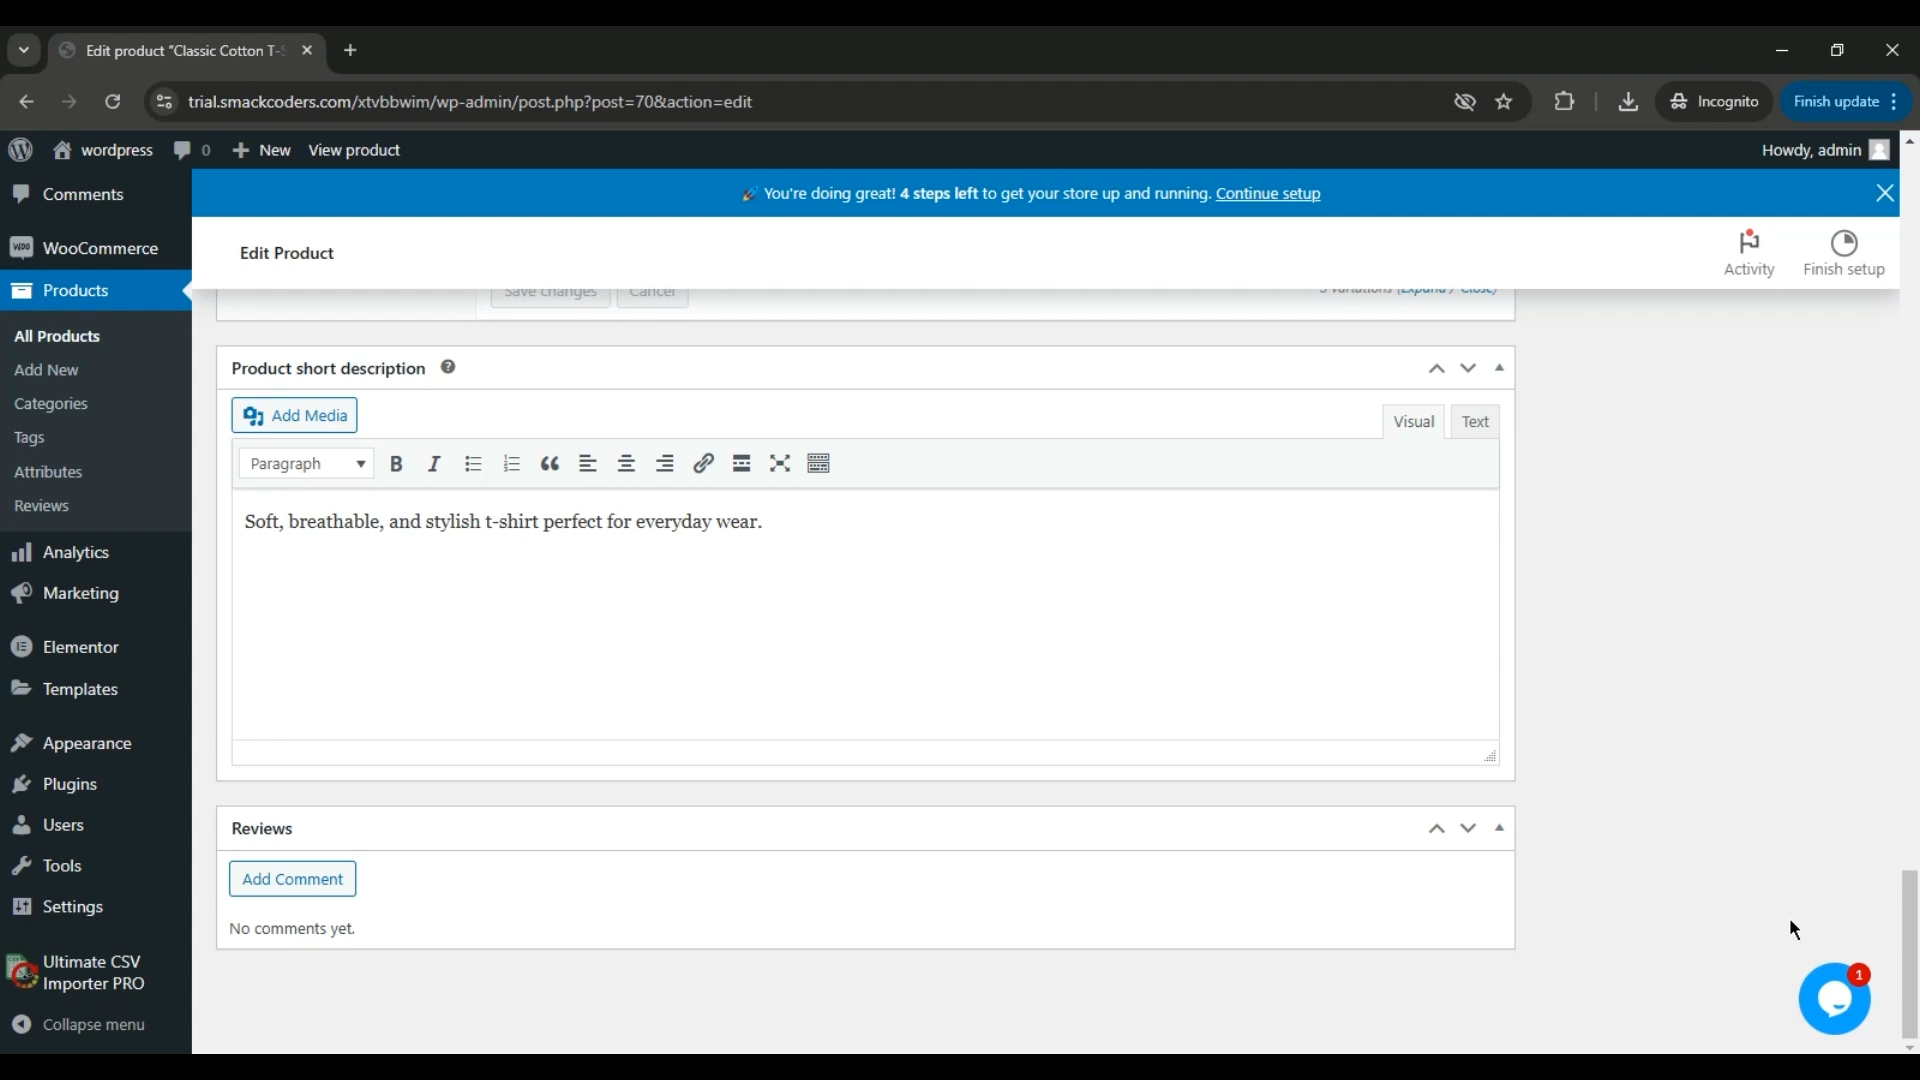 Edit product "Classic Cotton T-S
trial.smackcoders.com/xtvbbwim/wp-admin/post.php?post=70&action=edit
Incognito
Finish update
wordpress
0
New
View product
Howdy, admin
Comments
WooCommerce
Products
All Products
Add New
Categories
Tags
Attributes
Reviews
Analytics
Marketing
Elementor
Templates
Appearance
Plugins
Users
Tools
Settings
Ultimate CSV
Importer PRO
Collapse menu
You're doing great! 4 steps left to get your store up and running. Continue setup
Edit Product
Activity
Finish setup
Save changes
Cancel
3 variations (Expand / Close)
Product short description
Add Media
Visual
Text
Paragraph
B
I
Soft, breathable, and stylish t-shirt perfect for everyday wear.
Reviews
Add Comment
No comments yet.
1